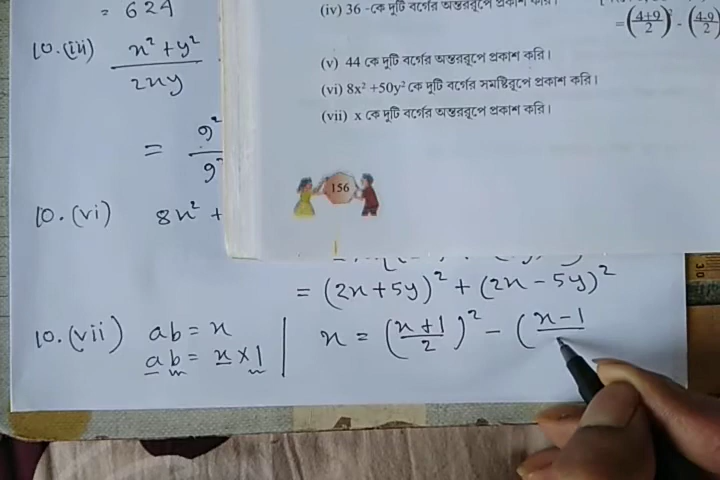 = 624
(iv) 36 -কে দুটি বর্গের অন্তররূপে প্রকাশ করি।
= (4+9/2)² - (4-9/2)
10. (iii) x² + y² / 2xy
(v) 44 কে দুটি বর্গের অন্তররূপে প্রকাশ করি।
(vi) 8x² +50y² কে দুটি বর্গের সমষ্টিরূপে প্রকাশ করি।
(vii) x কে দুটি বর্গের অন্তররূপে প্রকাশ করি।
= 9² / 9
156
10. (vi) 8x² +
= (2x+5y)² + (2x-5y)²
10. (vii) ab = x
ab = x × 1
x = (x+1/2)² - (x-1
30